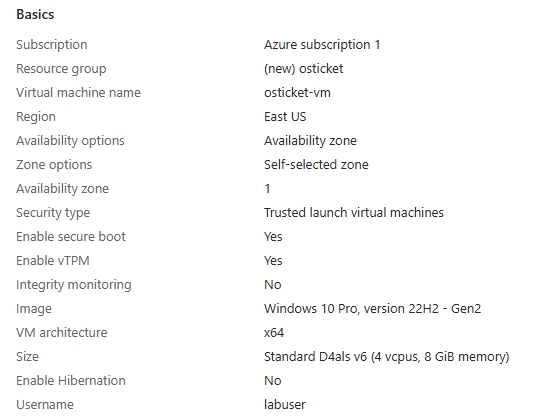 Basics
Subscription Azure subscription 1
Resource group (new) osticket
Virtual machine name osticket-vm
Region East US
Availability options Availability zone
Zone options Self-selected zone
Availability zone 1
Security type Trusted launch virtual machines
Enable secure boot Yes
Enable vTPM Yes
Integrity monitoring No
Image Windows 10 Pro, version 22H2 - Gen2
VM architecture x64
Size Standard D4als v6 (4 vcpus, 8 GiB memory)
Enable Hibernation No
Username labuser